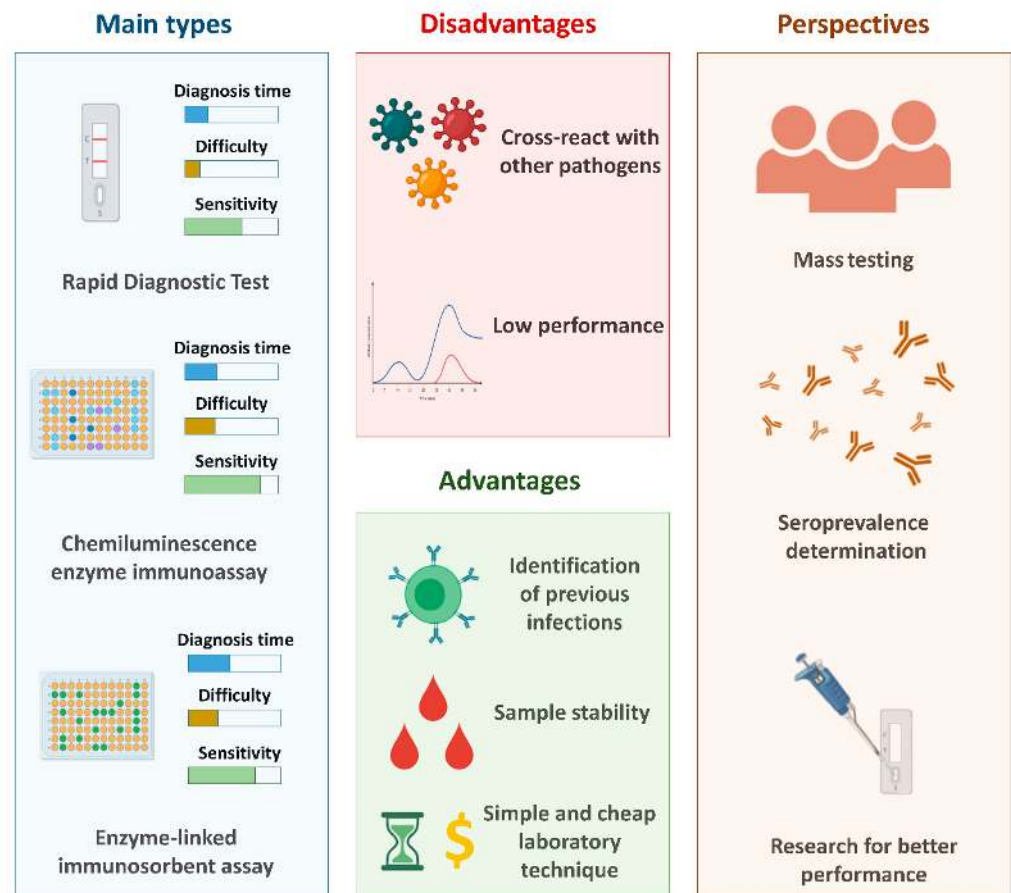 Main types
Diagnosis time
Difficulty
Sensitivity
Rapid Diagnostic Test
Diagnosis time
Difficulty
Sensitivity
Chemiluminescence
enzyme immunoassay
Diagnosis time
Difficulty
Sensitivity
Enzyme-linked
immunosorbent assay
Disadvantages
Cross-react with
other pathogens
Low performance
Advantages
Identification
of previous
infections
Sample stability
$
Simple and cheap
laboratory
technique
Perspectives
Mass testing
Seroprevalence
determination
Research for better
performance
C
T
S